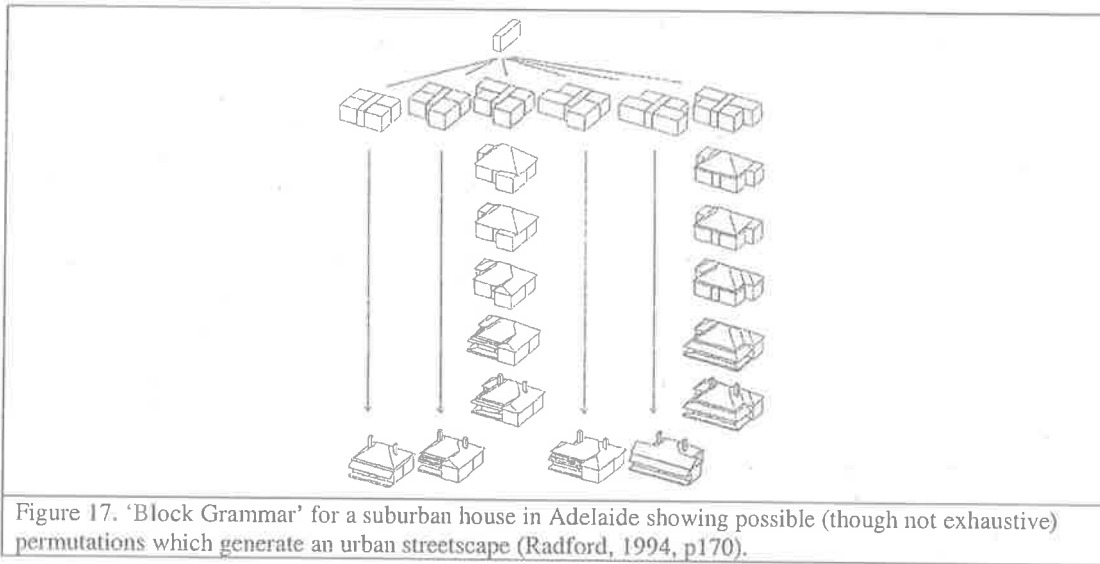 Figure 17. ‘Block Grammar’ for a suburban house in Adelaide showing possible (though not exhaustive)
permutations which generate an urban streetscape (Radford, 1994, p170).